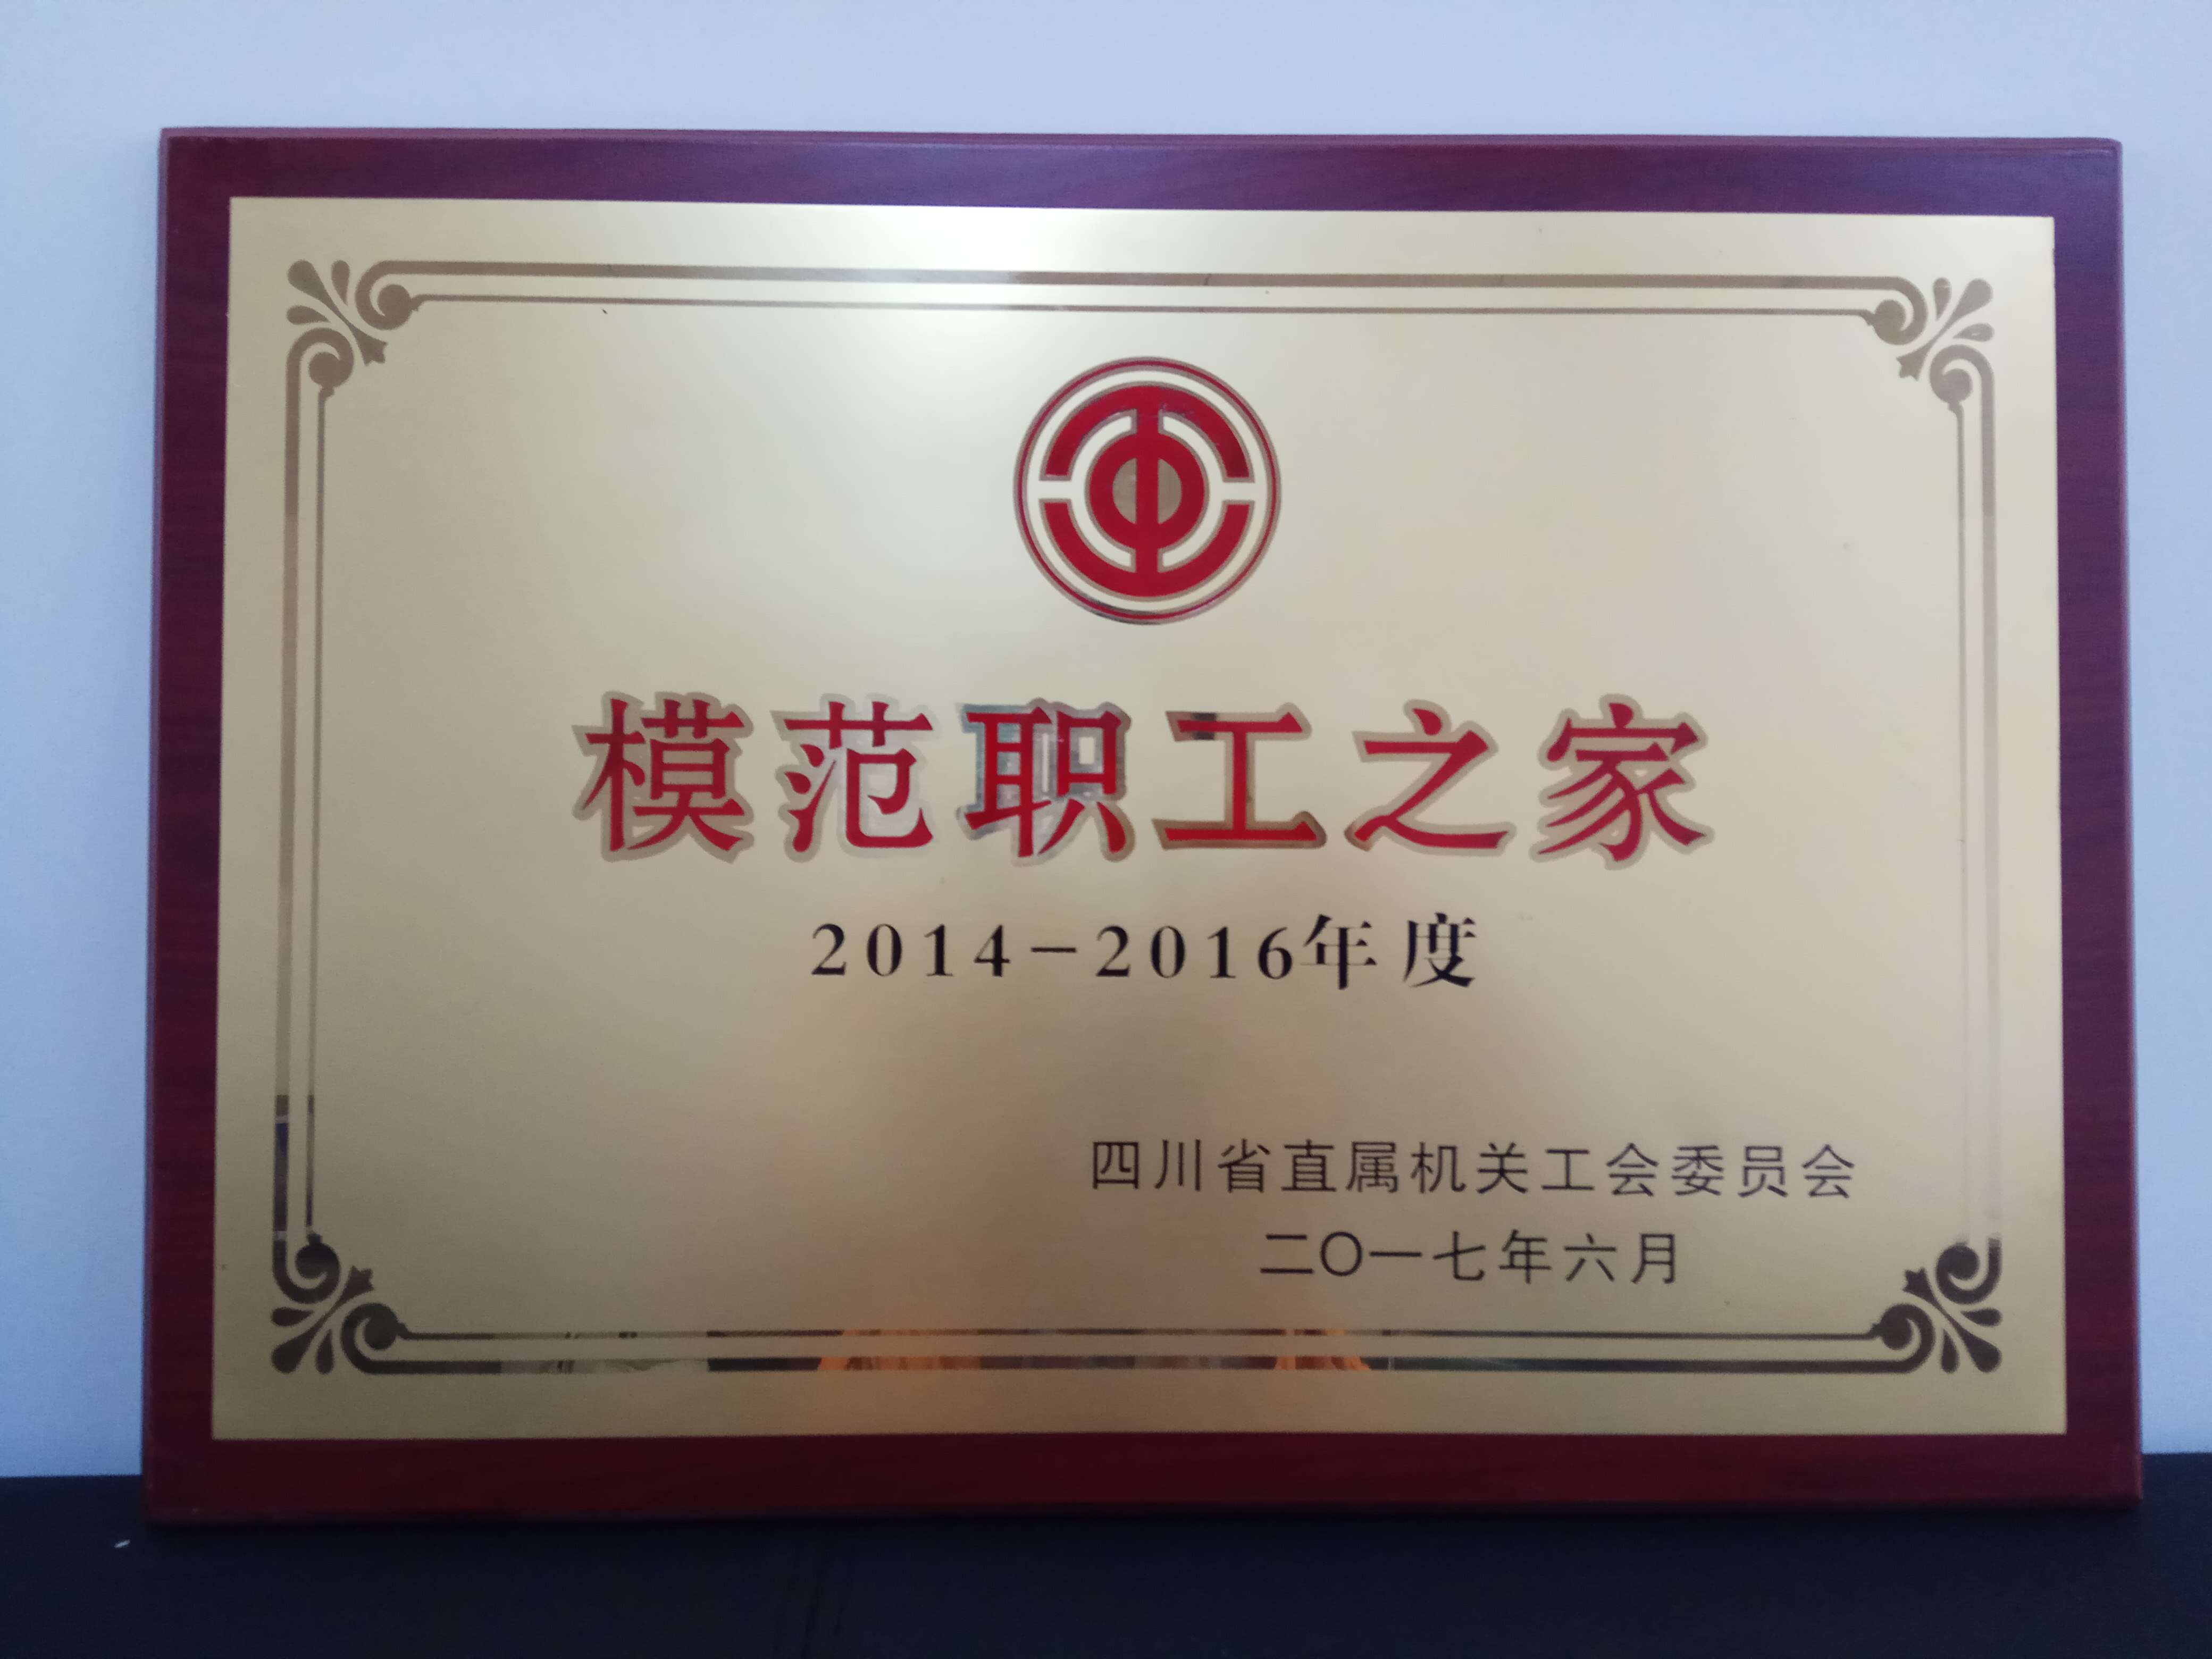 模范职工之家
2014-2016年度
四川省直属机关工会委员会
二〇一七年六月